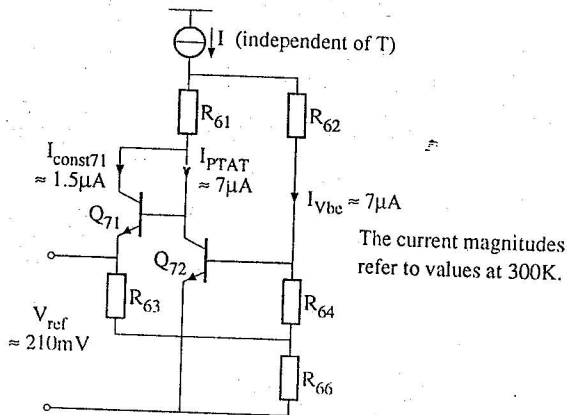 I (independent of T)
R61
R62
Iconst71
≈ 1.5μA
IPTAT
≈ 7μA
IVbe ≈ 7μA
Q71
The current magnitudes
refer to values at 300K.
Q72
R63
R64
Vref
≈ 210mV
R66